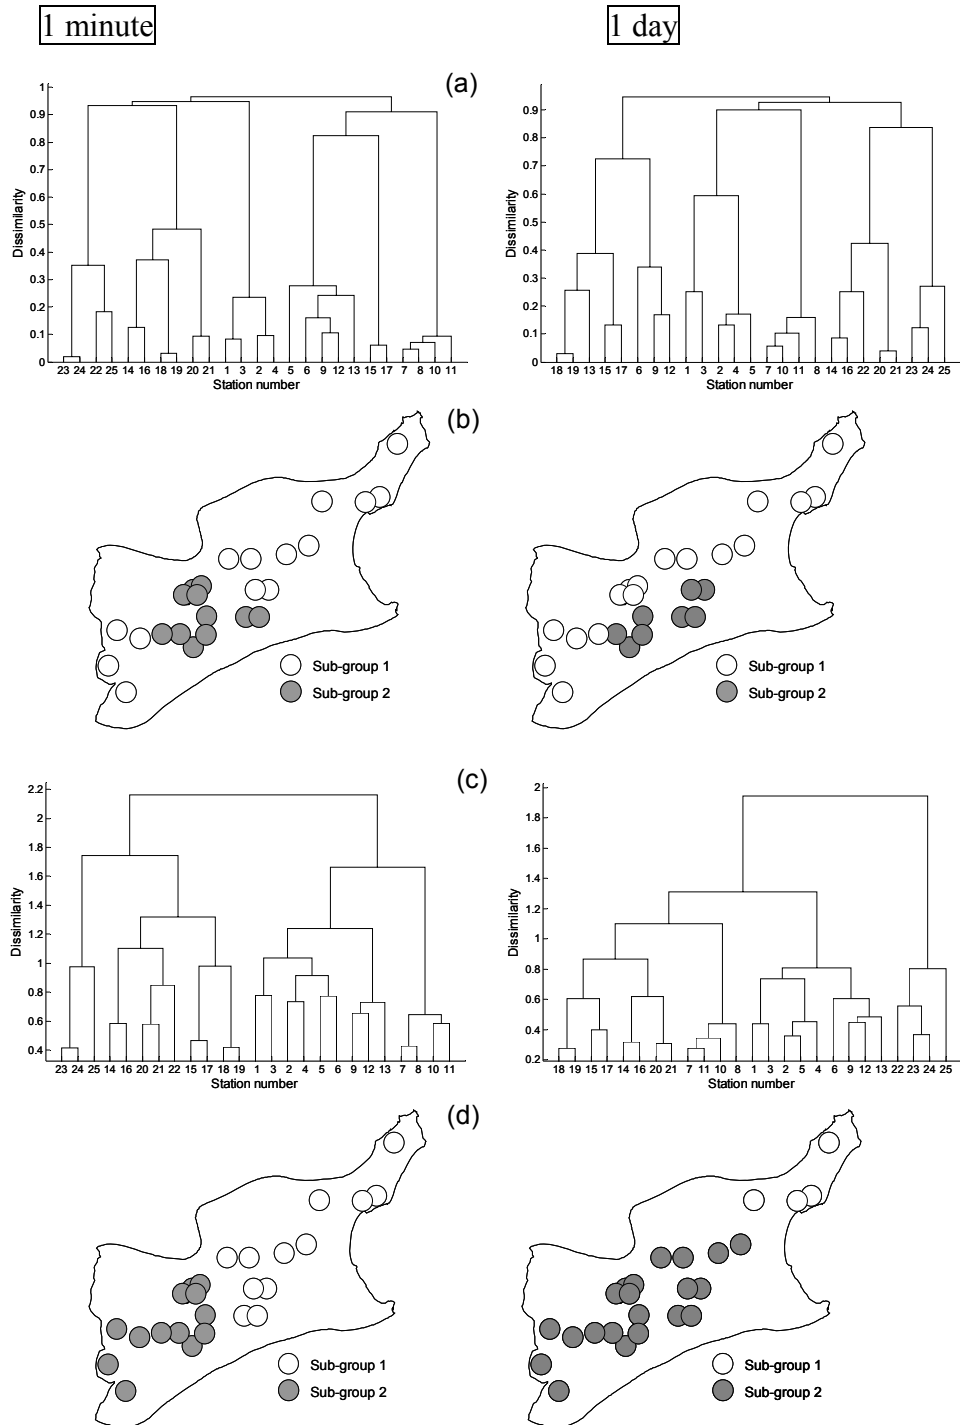 1 minute
1 day
(a)
1
0.9
0.8
0.7
0.6
0.5
0.4
0.3
0.2
0.1
0
Dissimilarity
23 24 22 25 14 16 18 19 20 21 1 3 2 4 5 6 9 12 13 15 17 7 8 10 11
Station number
0.9
0.8
0.7
0.6
0.5
0.4
0.3
0.2
0.1
0
Dissimilarity
18 19 13 15 17 6 9 12 1 3 2 4 5 7 10 11 8 14 16 22 20 21 23 24 25
Station number
(b)
Sub-group 1
Sub-group 2
Sub-group 1
Sub-group 2
(c)
2.2
2
1.8
1.6
1.4
1.2
1
0.8
0.6
0.4
Dissimilarity
23 24 25 14 16 20 21 22 15 17 18 19 1 3 2 4 5 6 9 12 13 7 8 10 11
Station number
2
1.8
1.6
1.4
1.2
1
0.8
0.6
0.4
0.2
Dissimilarity
18 19 15 17 14 16 20 21 7 11 10 8 1 3 2 5 4 6 9 12 13 22 23 24 25
Station number
(d)
Sub-group 1
Sub-group 2
Sub-group 1
Sub-group 2